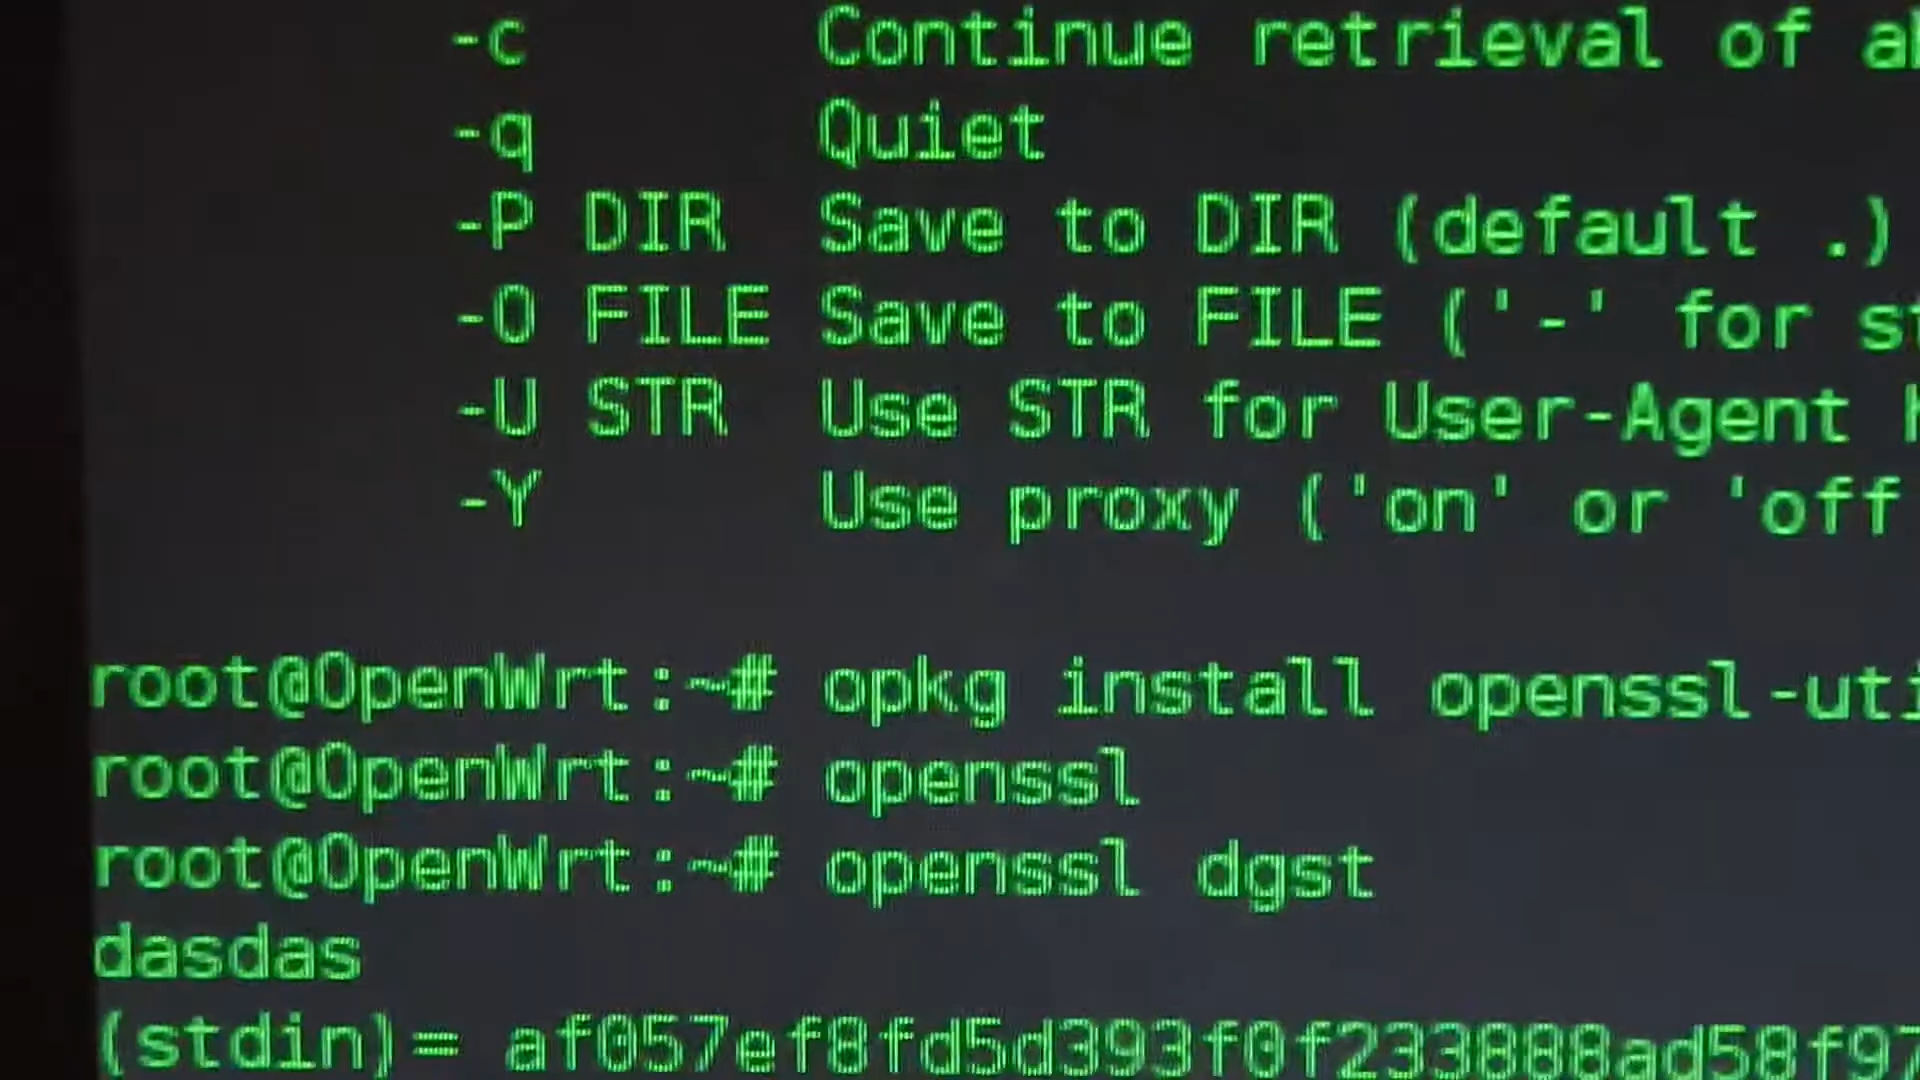 -c Continue retrieval of
-q Quiet
-P DIR Save to DIR (default .)
-O FILE Save to FILE ('-' for
-U STR Use STR for User-Agent
-Y Use proxy ('on' or 'off
root@OpenWrt:~# opkg install openssl-uti
root@OpenWrt:~# openssl
root@OpenWrt:~# openssl dgst
dasdas
(stdin)= af057ef8fd5d393f0f233888ad58f97